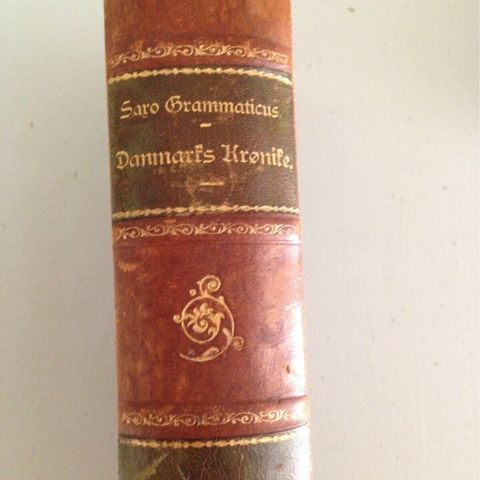 Saxo Grammaticus.
Danmarks Krønike.